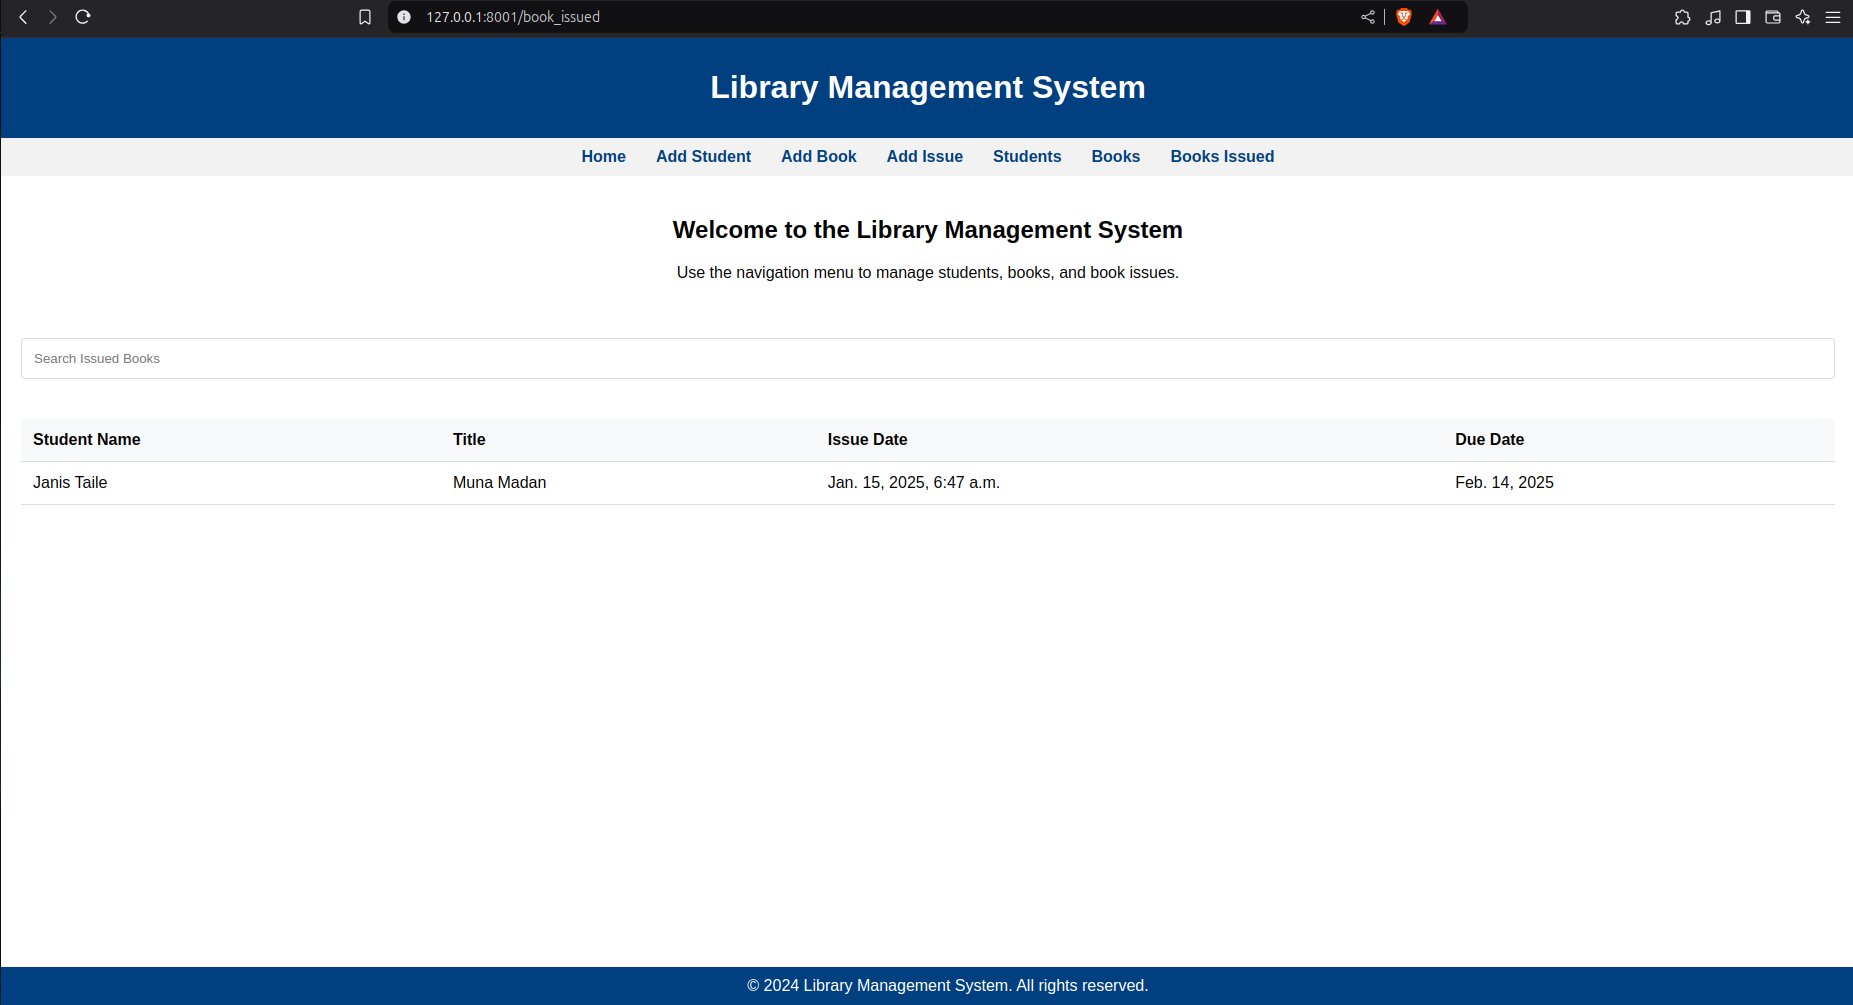 127.0.0.1:8001/book_issued
Library Management System
Home Add Student Add Book Add Issue Students Books Books Issued
Welcome to the Library Management System
Use the navigation menu to manage students, books, and book issues.
Search Issued Books
Student Name Title Issue Date Due Date
Janis Taile Muna Madan Jan. 15, 2025, 6:47 a.m. Feb. 14, 2025
© 2024 Library Management System. All rights reserved.